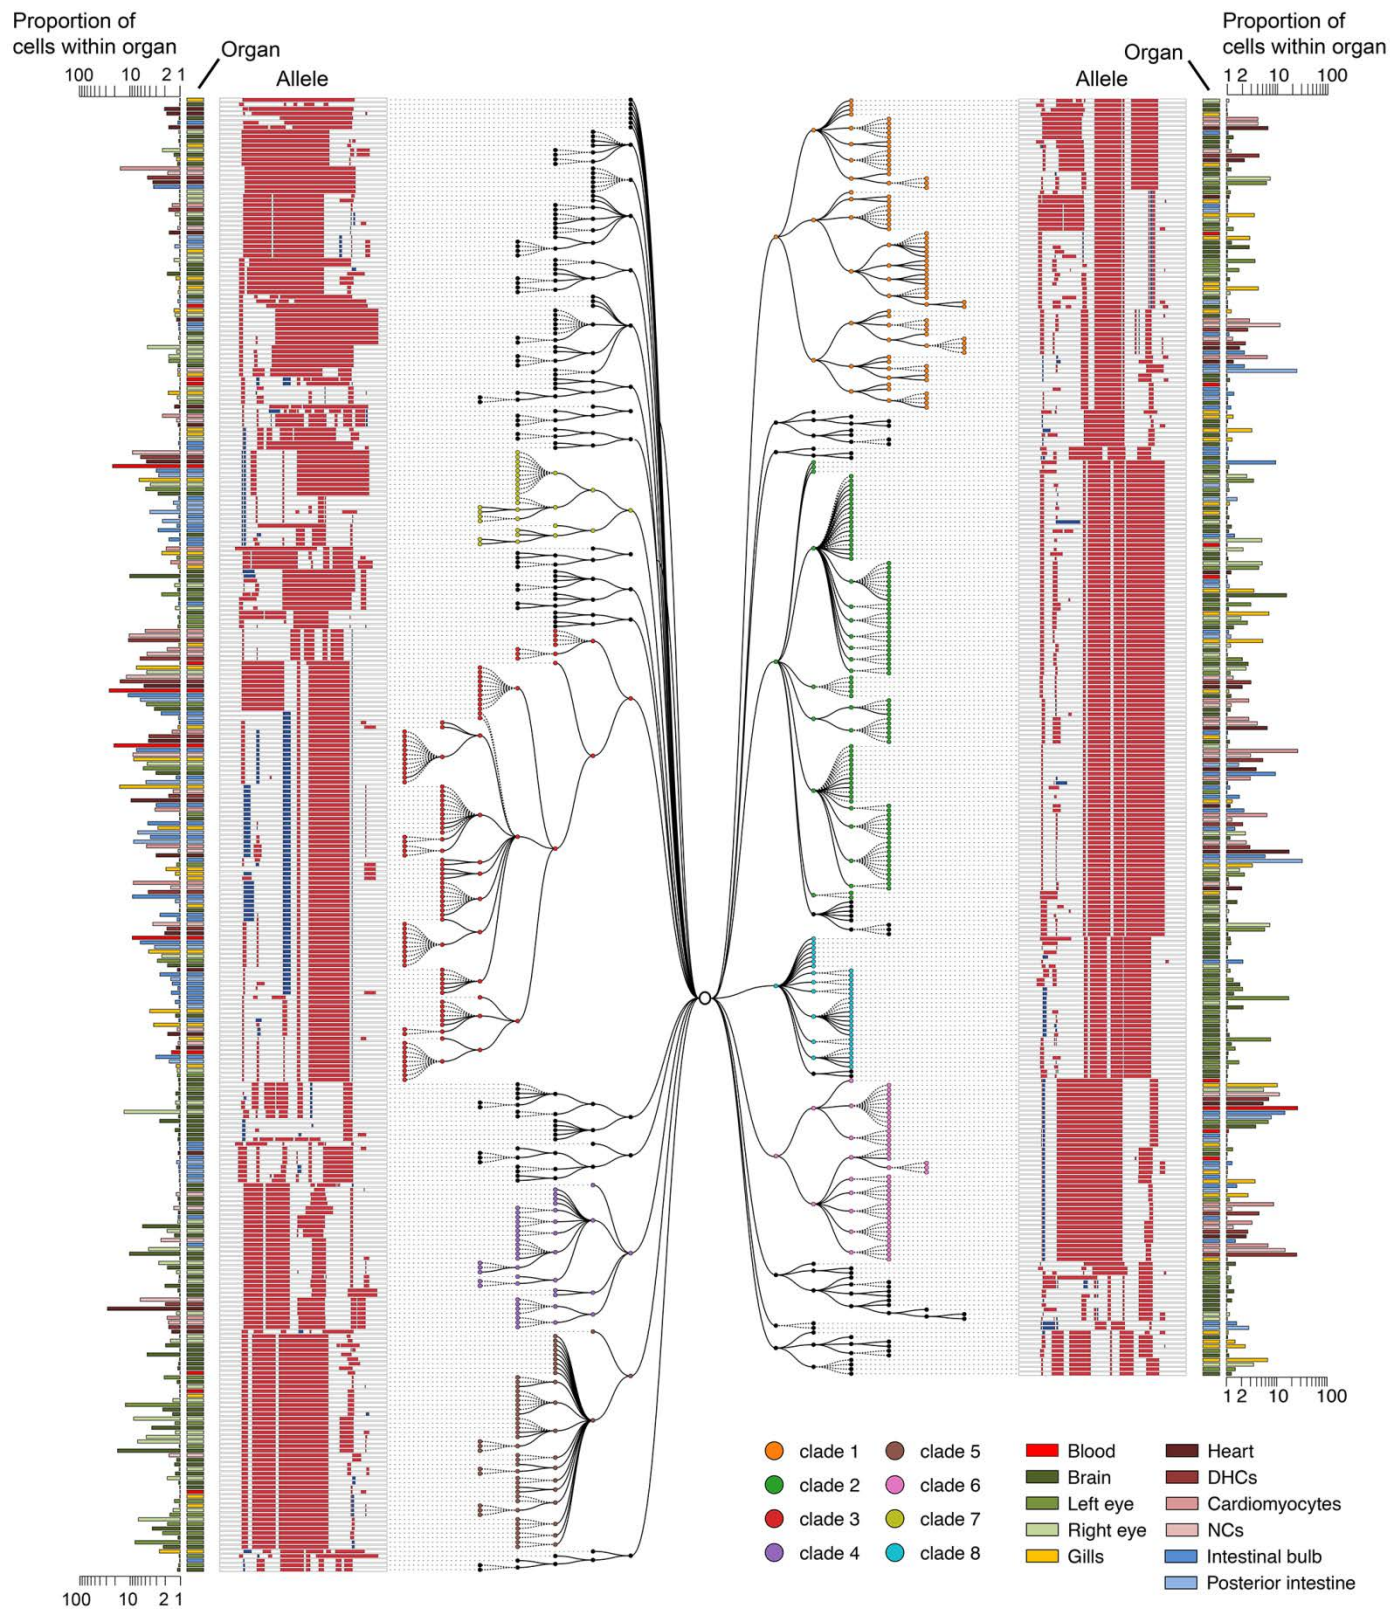 Proportion of
cells within organ
Organ
100 10 2 1
Allele
Proportion of
cells within organ
Organ
Allele
1 2 10 100
1 2 10 100
100 10 2 1
clade 1
clade 2
clade 3
clade 4
clade 5
clade 6
clade 7
clade 8
Blood
Brain
Left eye
Right eye
Gills
Heart
DHCs
Cardiomyocytes
NCs
Intestinal bulb
Posterior intestine